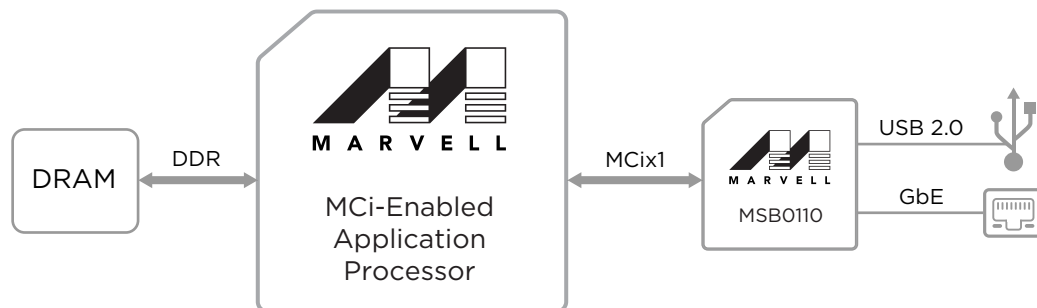 DRAM
DDR
MARVELL
MCi-Enabled
Application
Processor
MCix1
MARVELL
MSB0110
USB 2.0
GbE